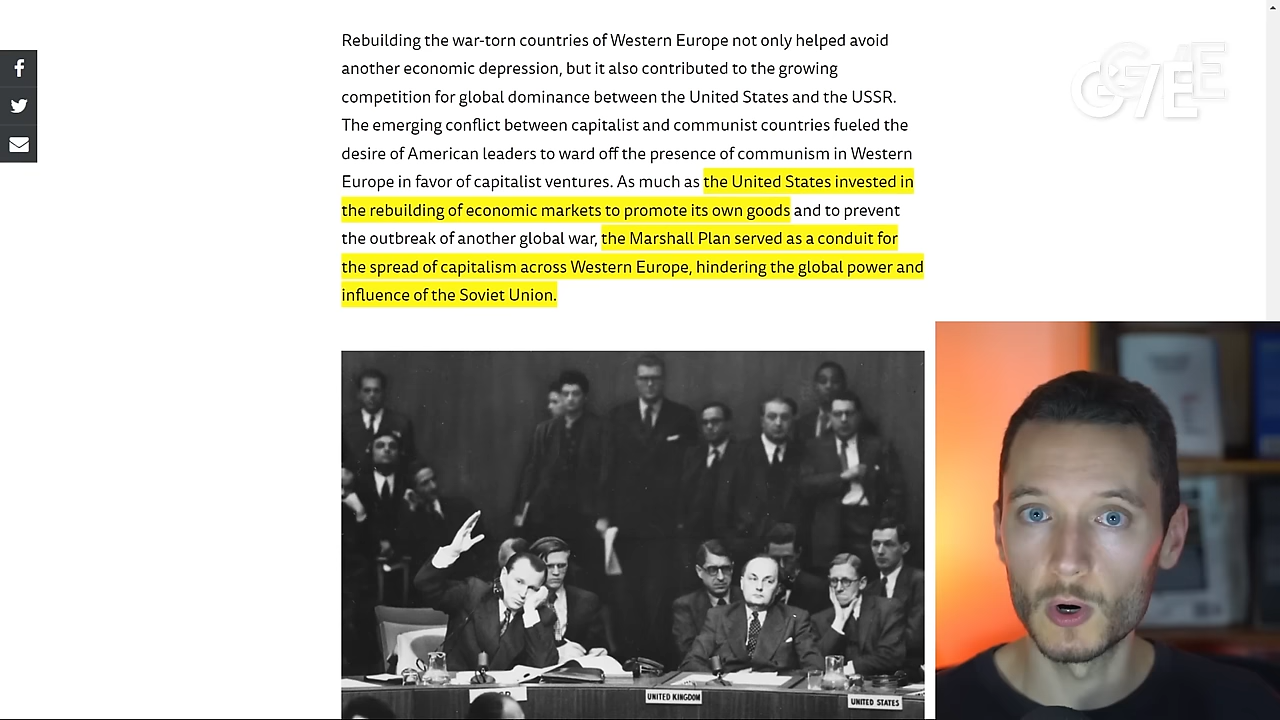 Rebuilding the war-torn countries of Western Europe not only helped avoid
another economic depression, but it also contributed to the growing
competition for global dominance between the United States and the USSR.
The emerging conflict between capitalist and communist countries fueled the
desire of American leaders to ward off the presence of communism in Western
Europe in favor of capitalist ventures. As much as the United States invested in
the rebuilding of economic markets to promote its own goods and to prevent
the outbreak of another global war, the Marshall Plan served as a conduit for
the spread of capitalism across Western Europe, hindering the global power and
influence of the Soviet Union.
UNITED KINGDOM
UNITED STATES